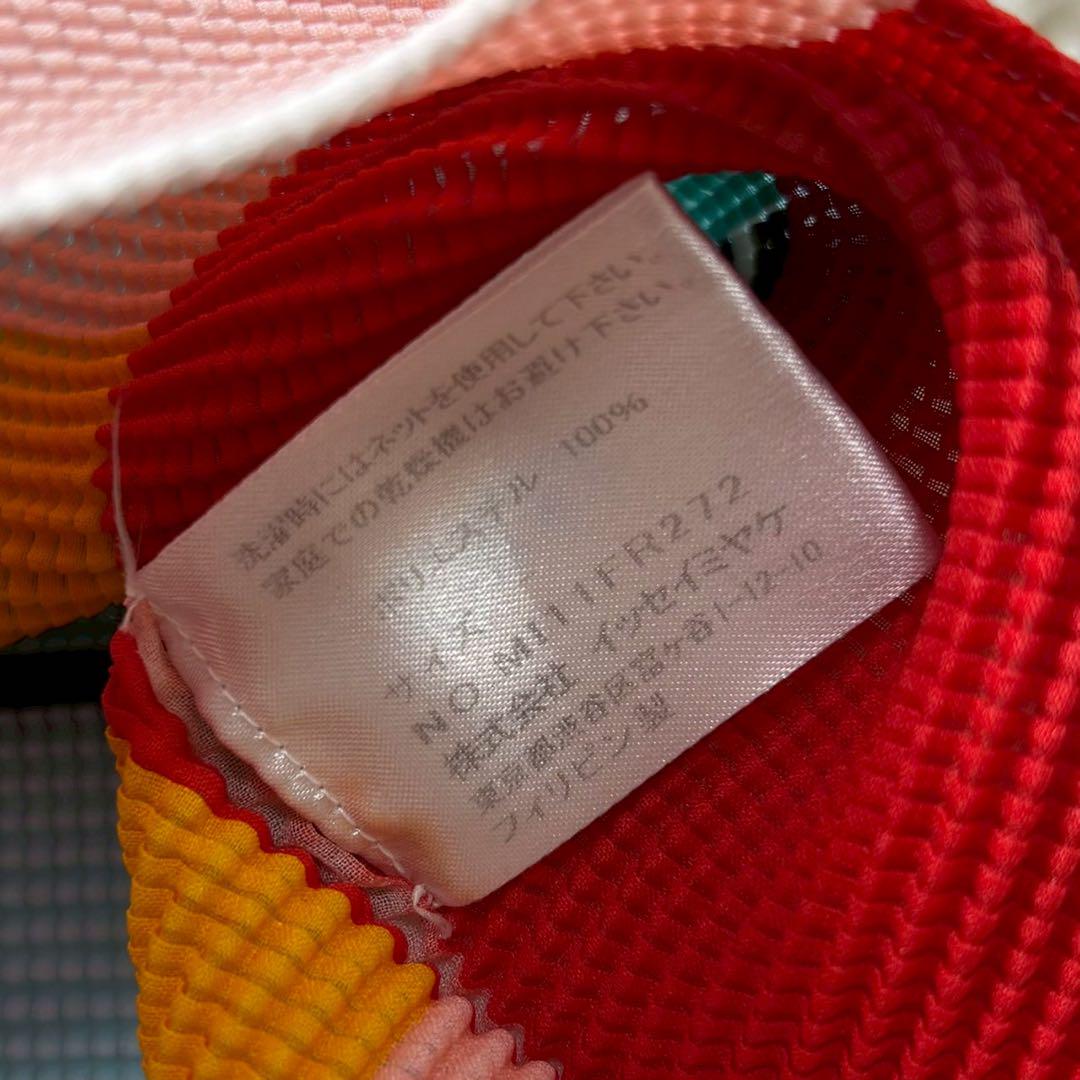 洗濯時にはネットを使用して下さい。
家庭での乾燥機はお避け下さい。
ポリエステル 100%
サイズ
NO MI11FR272
株式会社 イッセイミヤケ
東京都渋谷区富ヶ谷1-12-10
フィリピン製